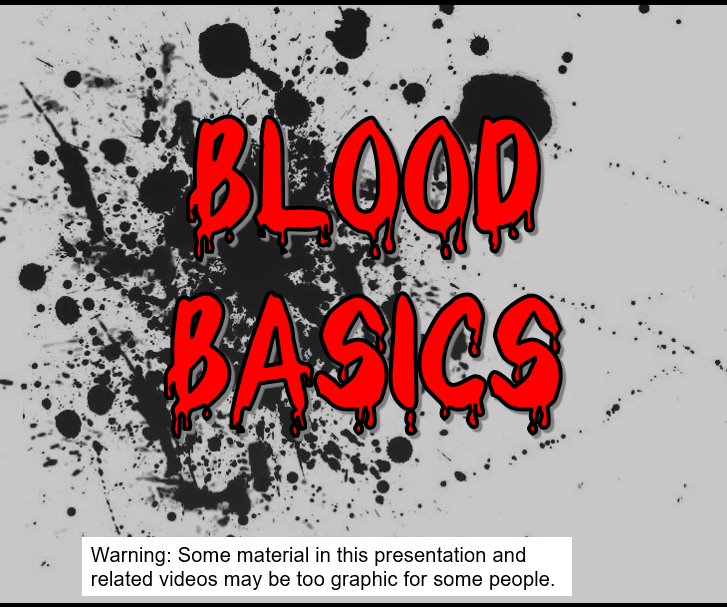 BLOOD
BASICS
Warning: Some material in this presentation and
related videos may be too graphic for some people.